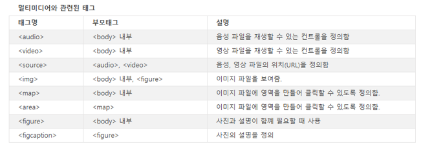 멀티미디어와 관련된 태그
태그명 부모태그 설명
<audio> <body> 내부 음성 파일을 재생할 수 있는 컨트롤을 정의함
<video> <body> 내부 영상 파일을 재생할 수 있는 컨트롤을 정의함
<source> <audio>, <video> 음성, 영상 파일의 위치(URL)을 정의함
<img> <body> 내부, <figure> 이미지 파일을 보여줌.
<map> <body> 내부 이미지 파일에 영역을 만들어 클릭할 수 있도록 정의함.
<area> <map> 이미지 파일에 영역을 만들어 클릭할 수 있도록 정의함.
<figure> <body> 내부 사진과 설명이 함께 필요할 때 사용
<figcaption> <figure> 사진의 설명을 정의